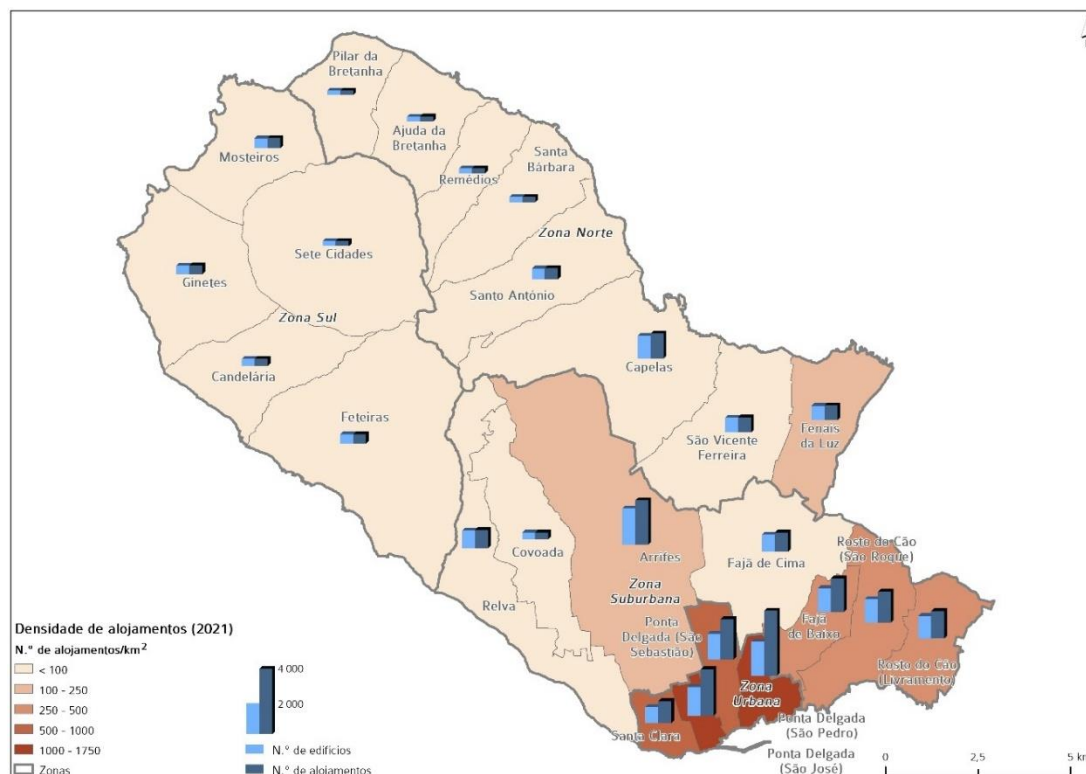 Pilar da
Bretanha
Ajuda da
Bretanha
Mosteiros
Remédios
Santa
Bárbara
Zona Norte
Sete Cidades
Ginetes
Santo António
Zona Sul
Candelária
Capelas
Feteiras
São Vicente
Ferreira
Fenais
da Luz
Covoada
Arrifes
Fajã de Cima
Rosto do Cão
(São Roque)
Relva
Zona
Suburbana
Ponta
Delgada (São
Sebastião)
Fajã
de Baixo
Rosto do Cão
(Livramento)
Zona
Urbana
Santa Clara
Ponta Delgada
(São Pedro)
Ponta Delgada
(São José)
Densidade de alojamentos (2021)
N.º de alojamentos/km²
< 100
100 - 250
250 - 500
500 - 1000
1000 - 1750
Zonas
4 000
2 000
N.º de edifícios
N.º de alojamentos
0 2,5 5 km